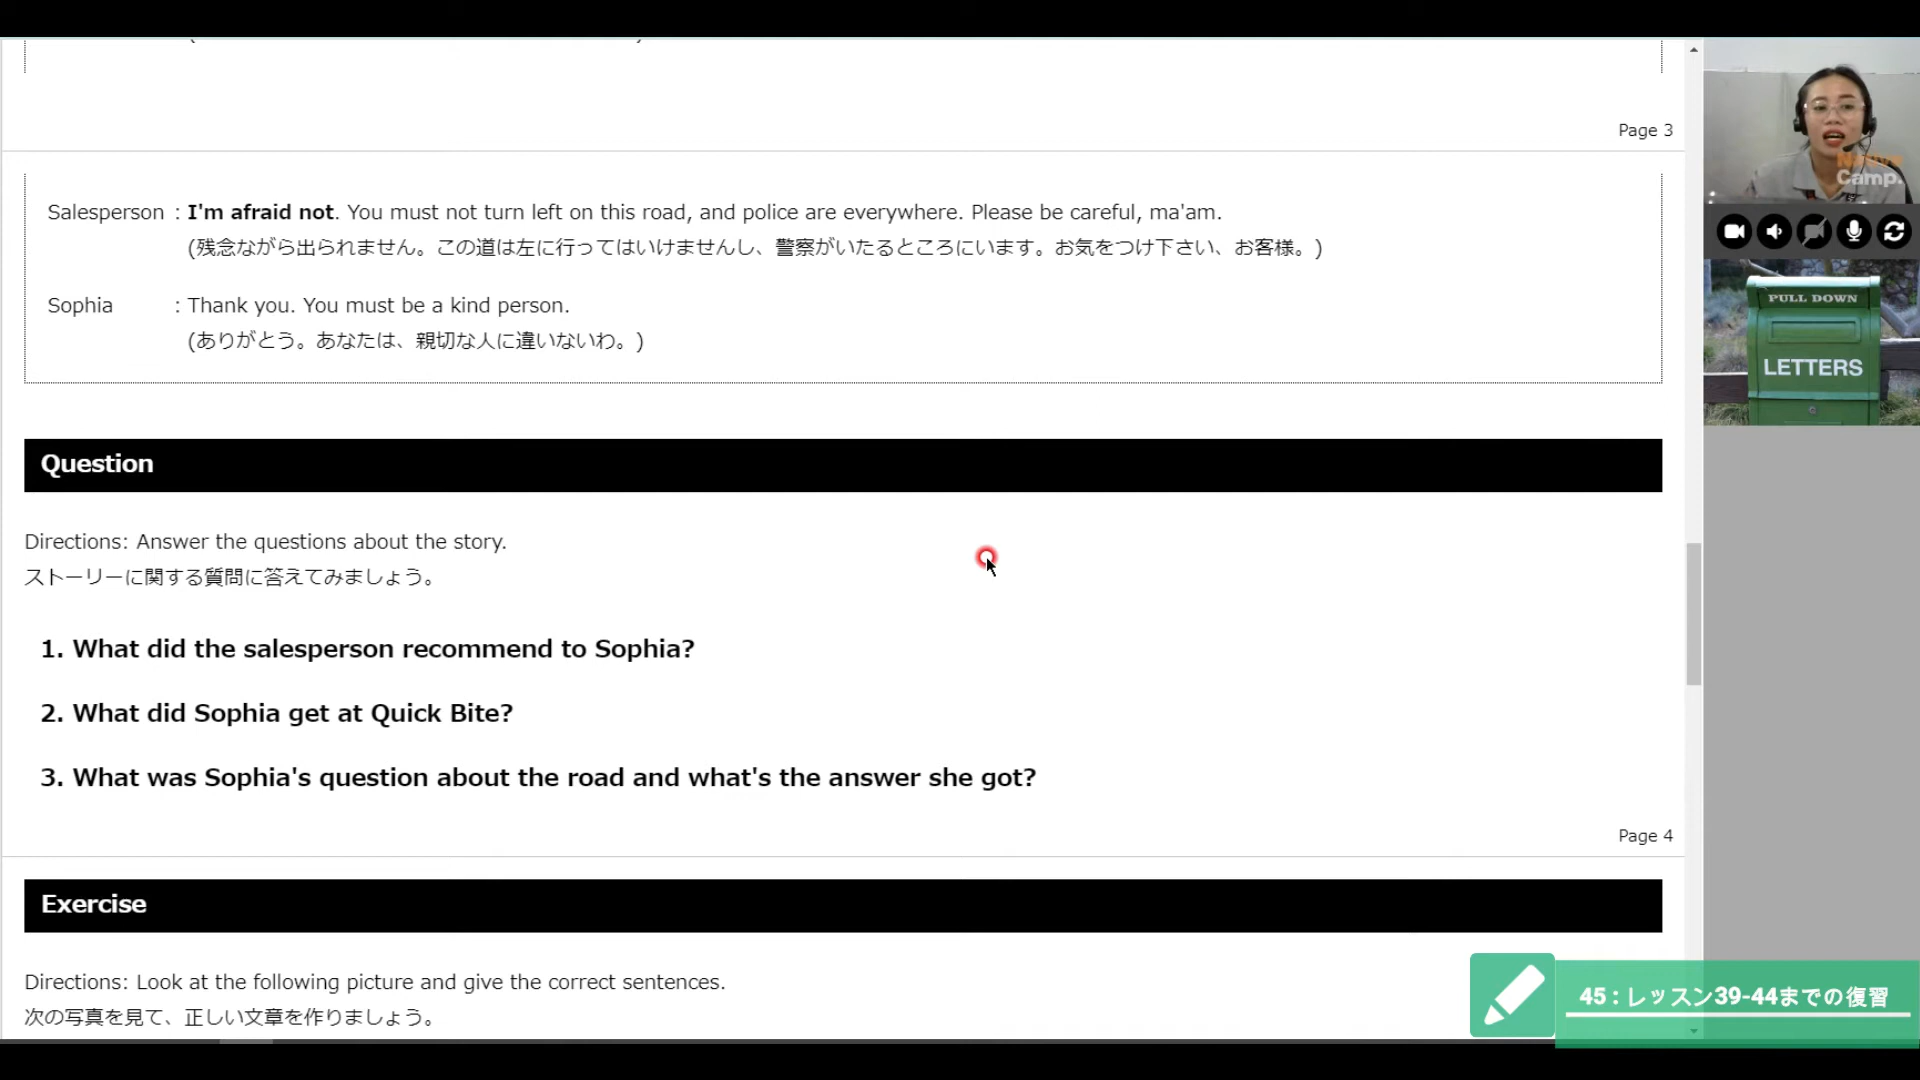 Page 3
Salesperson : I'm afraid not. You must not turn left on this road, and police are everywhere. Please be careful, ma'am.
(残念ながら出られません。この道は左に行ってはいけませんし、警察がいたるところにいます。お気をつけ下さい、お客様。)
Sophia : Thank you. You must be a kind person.
(ありがとう。あなたは、親切な人に違いないわ。)
Question
Directions: Answer the questions about the story.
ストーリーに関する質問に答えてみましょう。
1. What did the salesperson recommend to Sophia?
2. What did Sophia get at Quick Bite?
3. What was Sophia's question about the road and what's the answer she got?
Page 4
Exercise
Directions: Look at the following picture and give the correct sentences.
次の写真を見て、正しい文章を作りましょう。
Native
Camp.
PULL DOWN
LETTERS
45：レッスン39-44までの復習